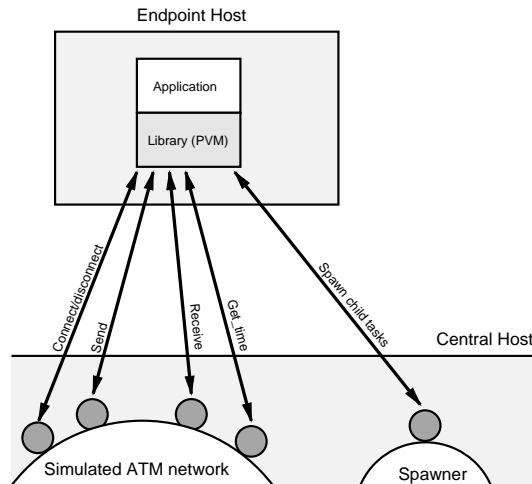 Endpoint Host
Application
Library (PVM)
Connect/disconnect
Send
Receive
Get_time
Spawn child tasks
Central Host
Simulated ATM network
Spawner